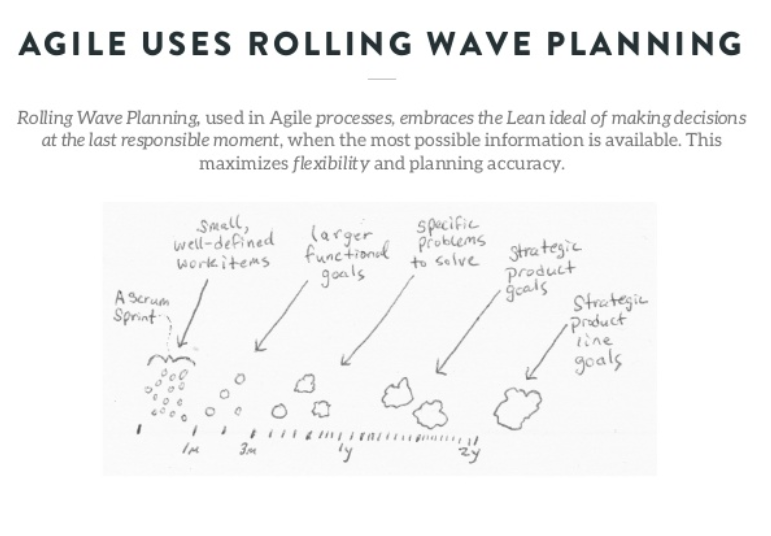 AGILE USES ROLLING WAVE PLANNING
Rolling Wave Planning, used in Agile processes, embraces the Lean ideal of making decisions
at the last responsible moment, when the most possible information is available. This
maximizes flexibility and planning accuracy.
Small,
well-defined
work items
larger
functional
goals
specific
problems
to solve
Strategic
product
goals
Strategic
product
line
goals
A Scrum
Sprint
1m
3m
1y
2y